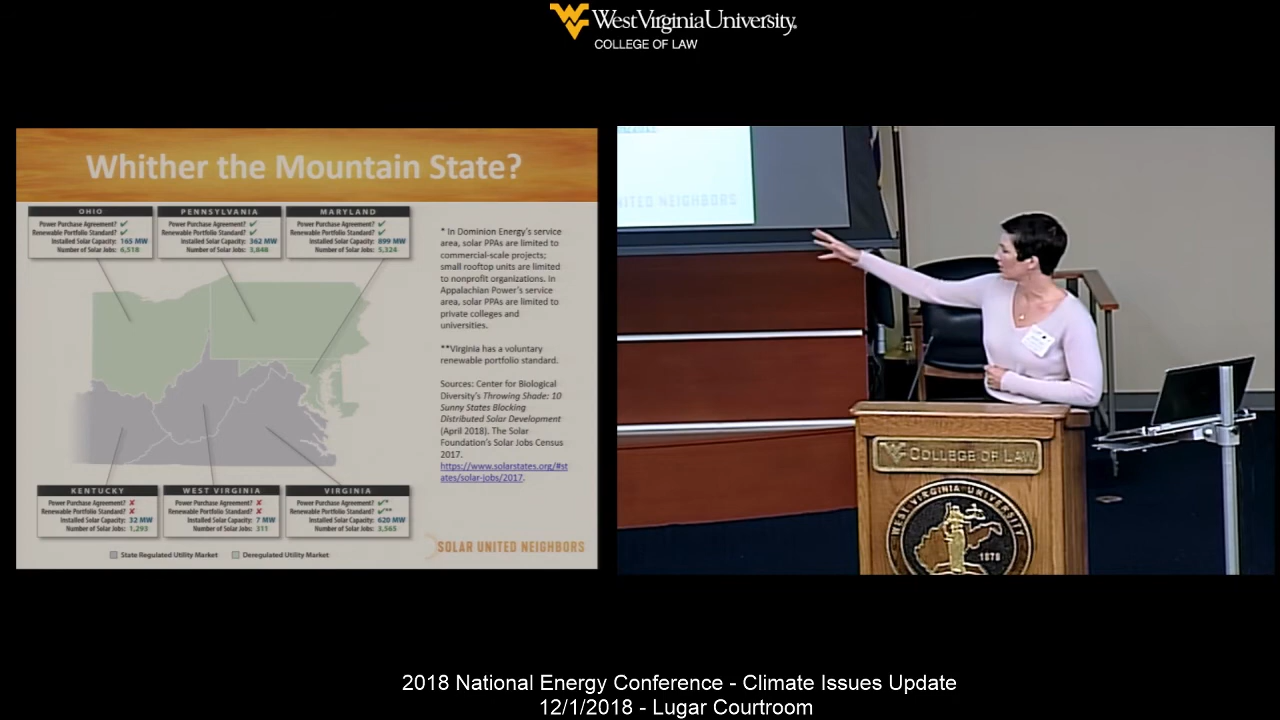 West Virginia University.
COLLEGE OF LAW
Whither the Mountain State?
OHIO
Power Purchase Agreement? ✔
Renewable Portfolio Standard? ✔
Installed Solar Capacity: 165 MW
Number of Solar Jobs: 6,518
PENNSYLVANIA
Power Purchase Agreement? ✔
Renewable Portfolio Standard? ✔
Installed Solar Capacity: 362 MW
Number of Solar Jobs: 3,848
MARYLAND
Power Purchase Agreement? ✔
Renewable Portfolio Standard? ✔
Installed Solar Capacity: 899 MW
Number of Solar Jobs: 5,324
* In Dominion Energy's service
area, solar PPAs are limited to
commercial-scale projects;
small rooftop units are limited
to nonprofit organizations. In
Appalachian Power's service
area, solar PPAs are limited to
private colleges and
universities.
**Virginia has a voluntary
renewable portfolio standard.
Sources: Center for Biological
Diversity's Throwing Shade: 10
Sunny States Blocking
Distributed Solar Development
(April 2018). The Solar
Foundation's Solar Jobs Census
2017.
https://www.solarstates.org/#st
ates/solar-jobs/2017.
KENTUCKY
Power Purchase Agreement? ✘
Renewable Portfolio Standard? ✘
Installed Solar Capacity: 32 MW
Number of Solar Jobs: 1,293
WEST VIRGINIA
Power Purchase Agreement? ✘
Renewable Portfolio Standard? ✘
Installed Solar Capacity: 7 MW
Number of Solar Jobs: 311
VIRGINIA
Power Purchase Agreement? ✔*
Renewable Portfolio Standard? ✔**
Installed Solar Capacity: 620 MW
Number of Solar Jobs: 3,565
State Regulated Utility Market
Deregulated Utility Market
SOLAR UNITED NEIGHBORS
UNITED NEIGHBORS
COLLEGE OF LAW
WEST VIRGINIA UNIVERSITY
1878
2018 National Energy Conference - Climate Issues Update
12/1/2018 - Lugar Courtroom